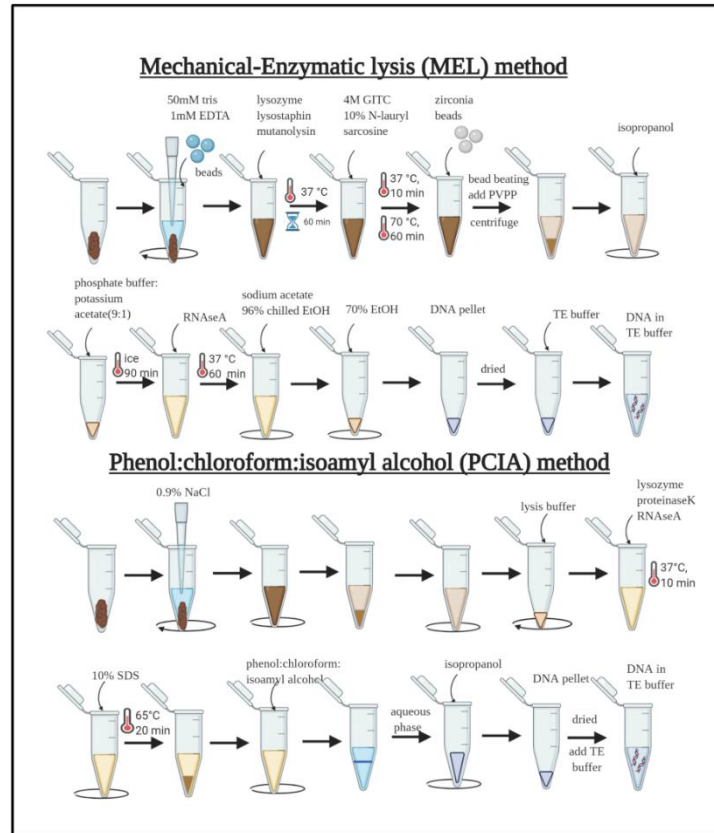 Mechanical-Enzymatic lysis (MEL) method
50mM tris
1mM EDTA
beads
lysozyme
lysostaphin
mutanolysin
37 °C
60 min
4M GITC
10% N-lauryl
sarcosine
37 °C,
10 min
70 °C,
60 min
zirconia
beads
bead beating
add PVPP
centrifuge
isopropanol
phosphate buffer:
potassium
acetate(9:1)
ice
90 min
RNAseA
37 °C
60 min
sodium acetate
96% chilled EtOH
70% EtOH
DNA pellet
dried
TE buffer
DNA in
TE buffer
Phenol:chloroform:isoamyl alcohol (PCIA) method
0.9% NaCl
lysis buffer
lysozyme
proteinaseK
RNAseA
37°C,
10 min
10% SDS
65°C
20 min
phenol:chloroform:
isoamyl alcohol
aqueous
phase
isopropanol
DNA pellet
dried
add TE
buffer
DNA in
TE buffer